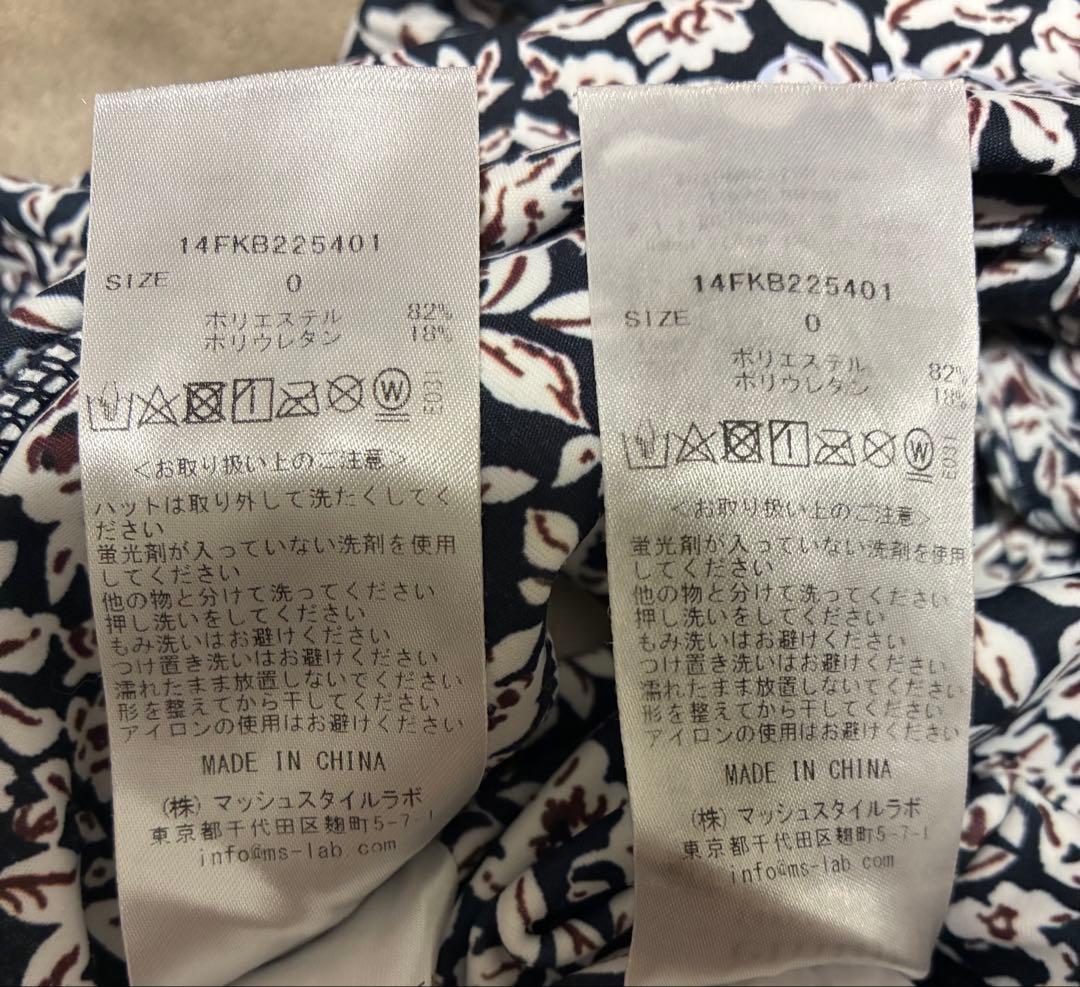 14FKB225401
SIZE 0
ポリエステル 82%
ポリウレタン 18%
W
E031
<お取り扱い上のご注意>
ハットは取り外して洗たくしてく
ださい
蛍光剤が入っていない洗剤を使用
してください
他の物と分けて洗ってください
押し洗いをしてください
もみ洗いはお避けください
つけ置き洗いはお避けください
濡れたまま放置しないでください
形を整えてから干してください
アイロンの使用はお避けください
MADE IN CHINA
(株) マッシュスタイルラボ
東京都千代田区麹町5-7-1
info@ms-lab.com
14FKB225401
SIZE 0
ポリエステル 82%
ポリウレタン 18%
W
E031
<お取り扱い上のご注意>
蛍光剤が入っていない洗剤を使用
してください
他の物と分けて洗ってください
押し洗いをしてください
もみ洗いはお避けください
つけ置き洗いはお避けください
濡れたまま放置しないでください
形を整えてから干してください
アイロンの使用はお避けください
MADE IN CHINA
(株) マッシュスタイルラボ
東京都千代田区麹町5-7-1
info@ms-lab.com